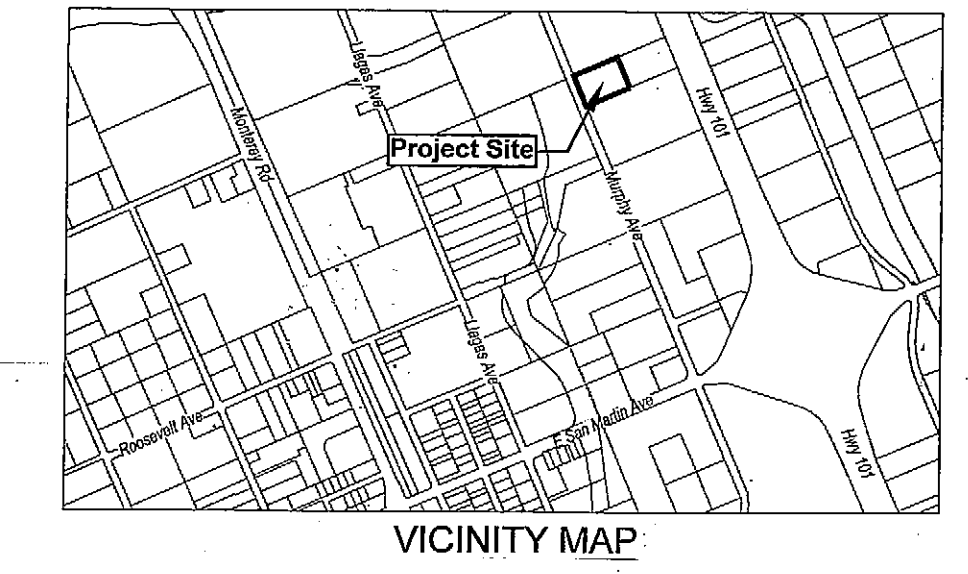 Llagas Ave
Monteray Rd
Hwy 101
Project Site
Murphy Ave
Llagas Ave
Roosevelt Ave
E San Martin Ave
Hwy 101
VICINITY MAP